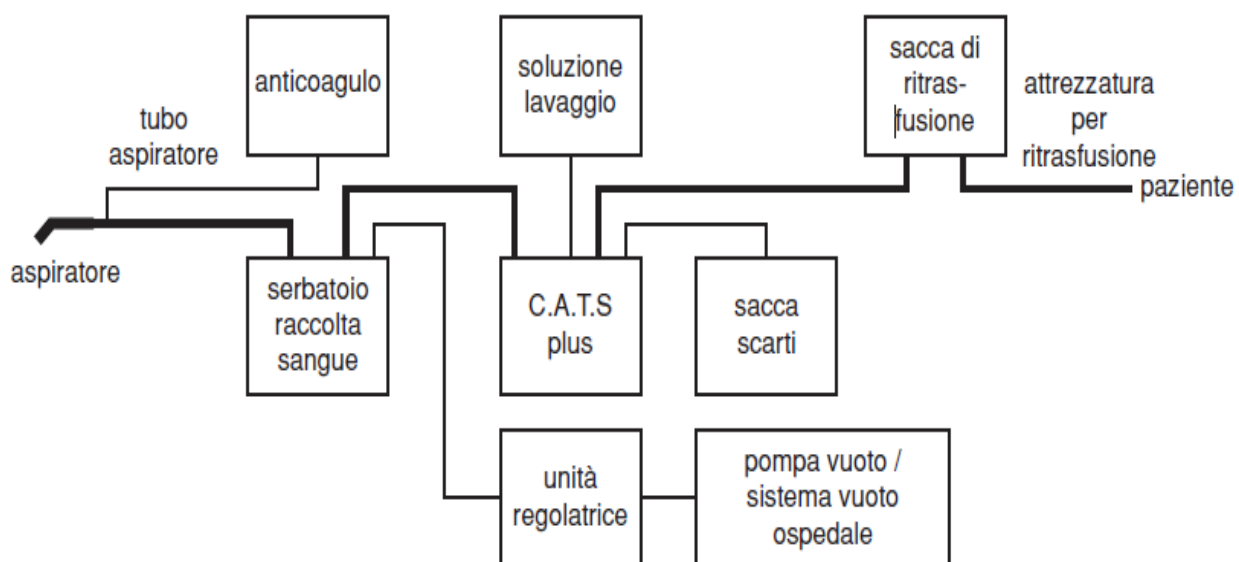 anticoagulo
soluzione
lavaggio
sacca di
ritras-
fusione
attrezzatura
per
ritrasfusione
paziente
tubo
aspiratore
aspiratore
serbatoio
raccolta
sangue
C.A.T.S
plus
sacca
scarti
unità
regolatrice
pompa vuoto /
sistema vuoto
ospedale